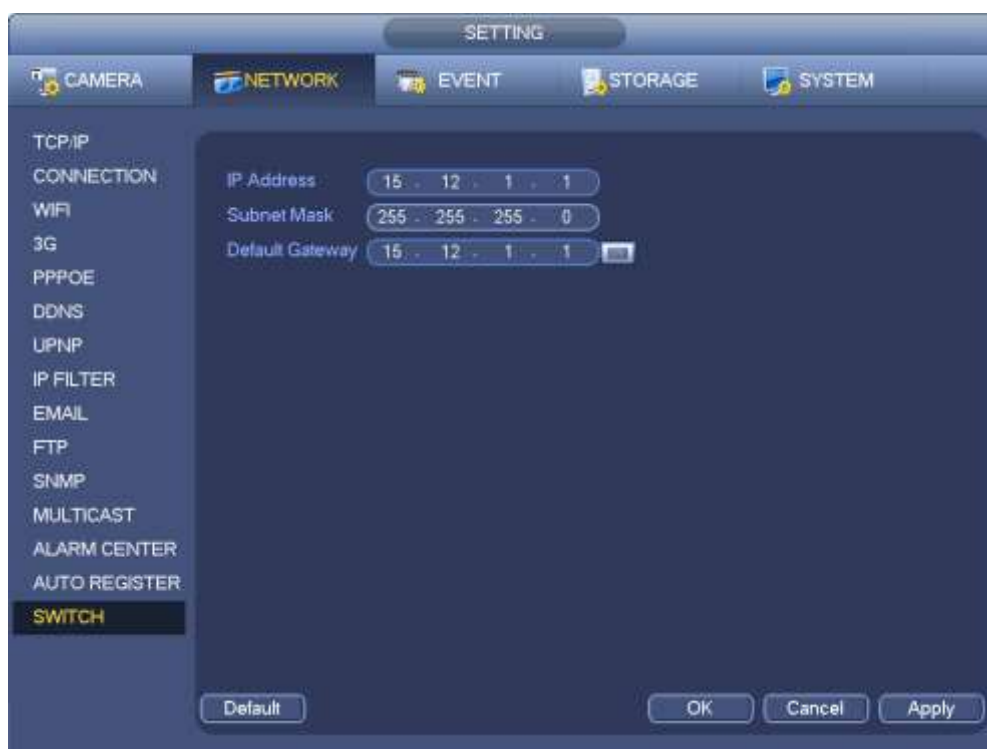 SETTING
CAMERA NETWORK EVENT STORAGE SYSTEM
TCP/IP
CONNECTION
WIFI
3G
PPPOE
DDNS
UPNP
IP FILTER
EMAIL
FTP
SNMP
MULTICAST
ALARM CENTER
AUTO REGISTER
SWITCH
IP Address 15 . 12 . 1 . 1
Subnet Mask 255 . 255 . 255 . 0
Default Gateway 15 . 12 . 1 . 1
Default OK Cancel Apply